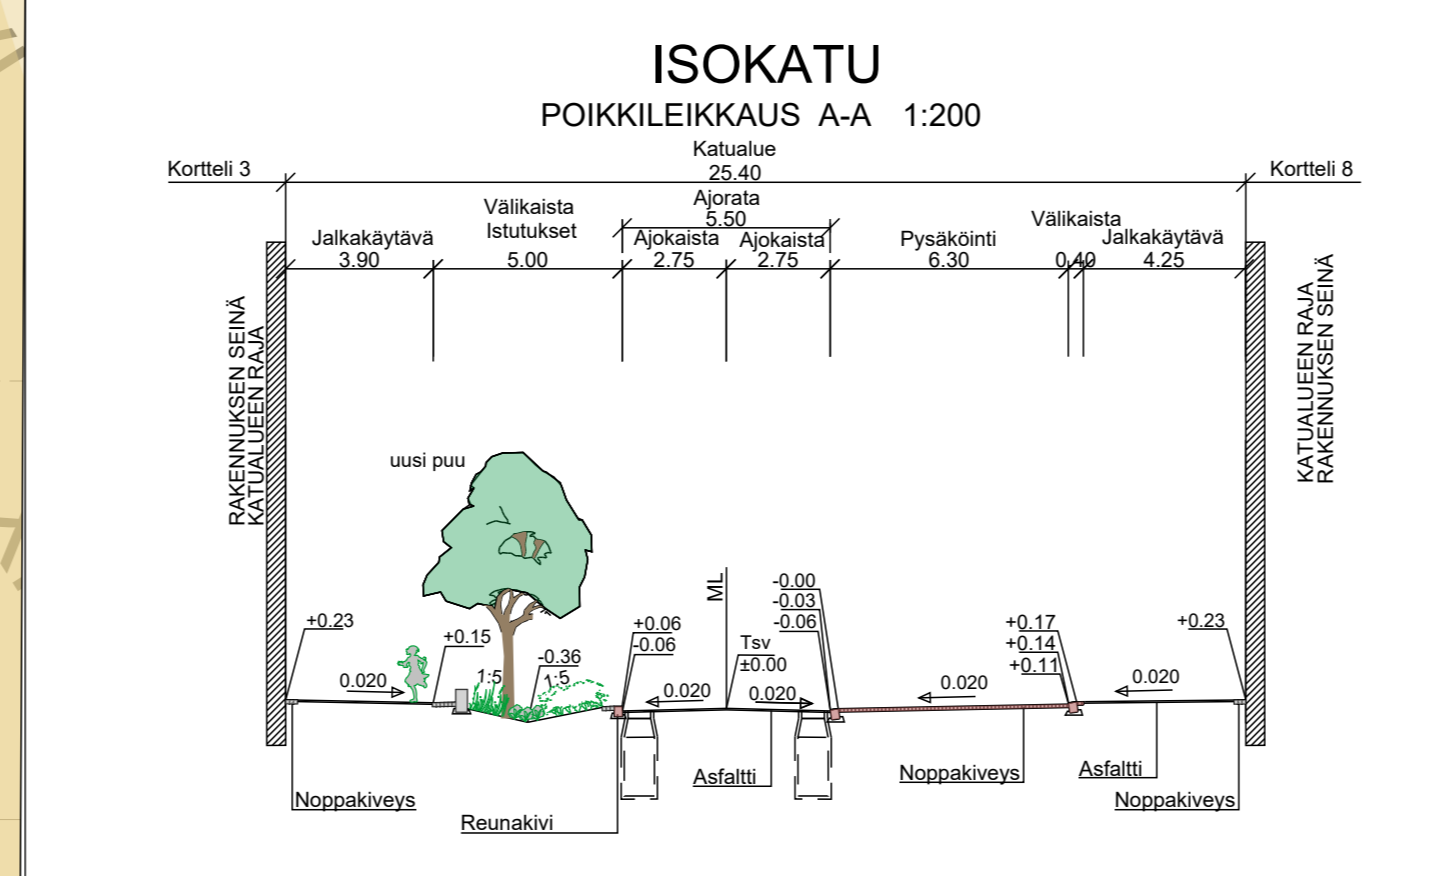 ISOKATU
POIKKILEIKKAUS A-A 1:200
Katualue
Kortteli 3
25.40
Kortteli 8
Ajorata
5.50
Välikaista
Istutukset
Välikaista
Jalkakäytävä
Ajokaista
Ajokaista
Pysäköinti
Jalkakäytävä
3.90
5.00
2.75
2.75
6.30
0.40
4.25
RAKENNUKSEN SEINÄ
KATUALUEEN RAJA
KATUALUEEN RAJA
RAKENNUKSEN SEINÄ
uusi puu
ML
-0.00
-0.03
-0.06
+0.23
+0.15
+0.06
-0.06
Tsv
±0.00
+0.17
+0.14
+0.11
+0.23
-0.36
1:5
1:5
0.020
0.020
0.020
0.020
0.020
Asfaltti
Noppakiveys
Asfaltti
Noppakiveys
Noppakiveys
Reunakivi